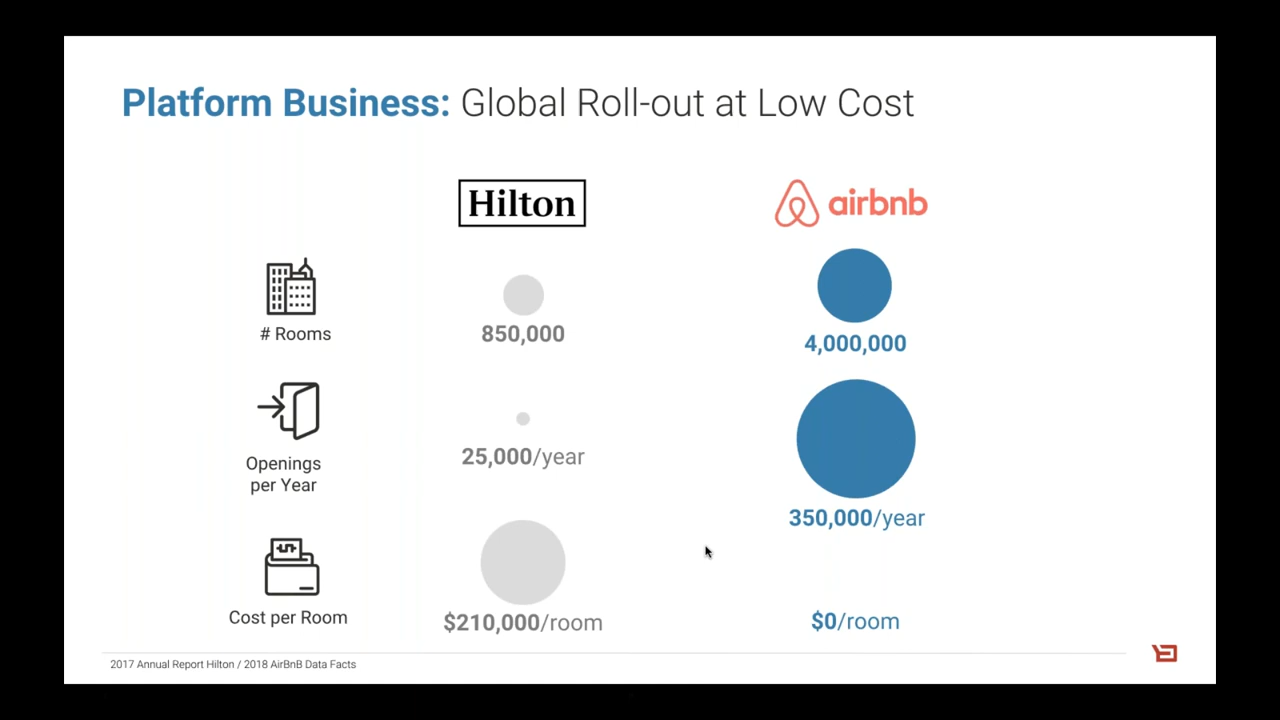 Platform Business: Global Roll-out at Low Cost
Hilton
airbnb
# Rooms
850,000
4,000,000
Openings
per Year
25,000/year
350,000/year
Cost per Room
$210,000/room
$0/room
2017 Annual Report Hilton / 2018 AirBnB Data Facts